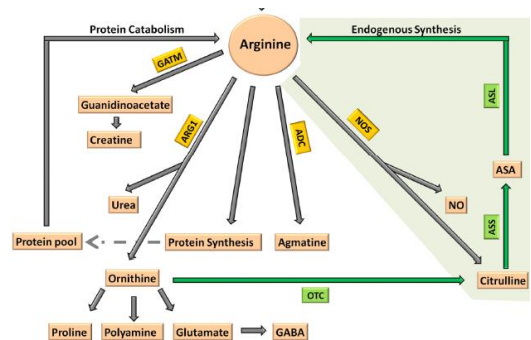 Protein Catabolism
Arginine
Endogenous Synthesis
GATM
Guanidinoacetate
Creatine
ARG1
ADC
NOS
ASL
ASA
Urea
NO
ASS
Protein pool
Protein Synthesis
Agmatine
Ornithine
OTC
Citrulline
Proline
Polyamine
Glutamate
GABA